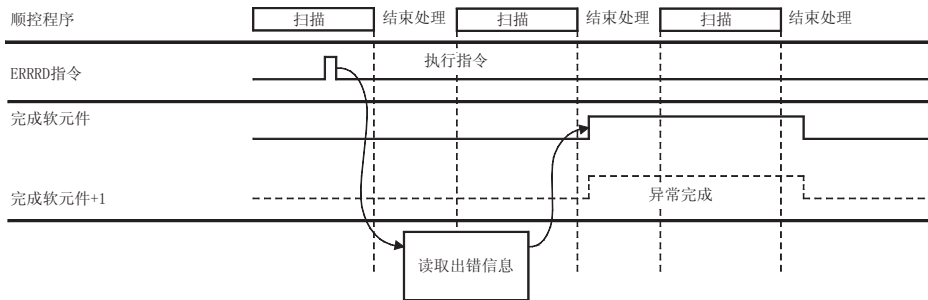 顺控程序
扫描
结束处理
扫描
结束处理
扫描
结束处理
ERRRD指令
执行指令
完成软元件
完成软元件+1
异常完成
读取出错信息